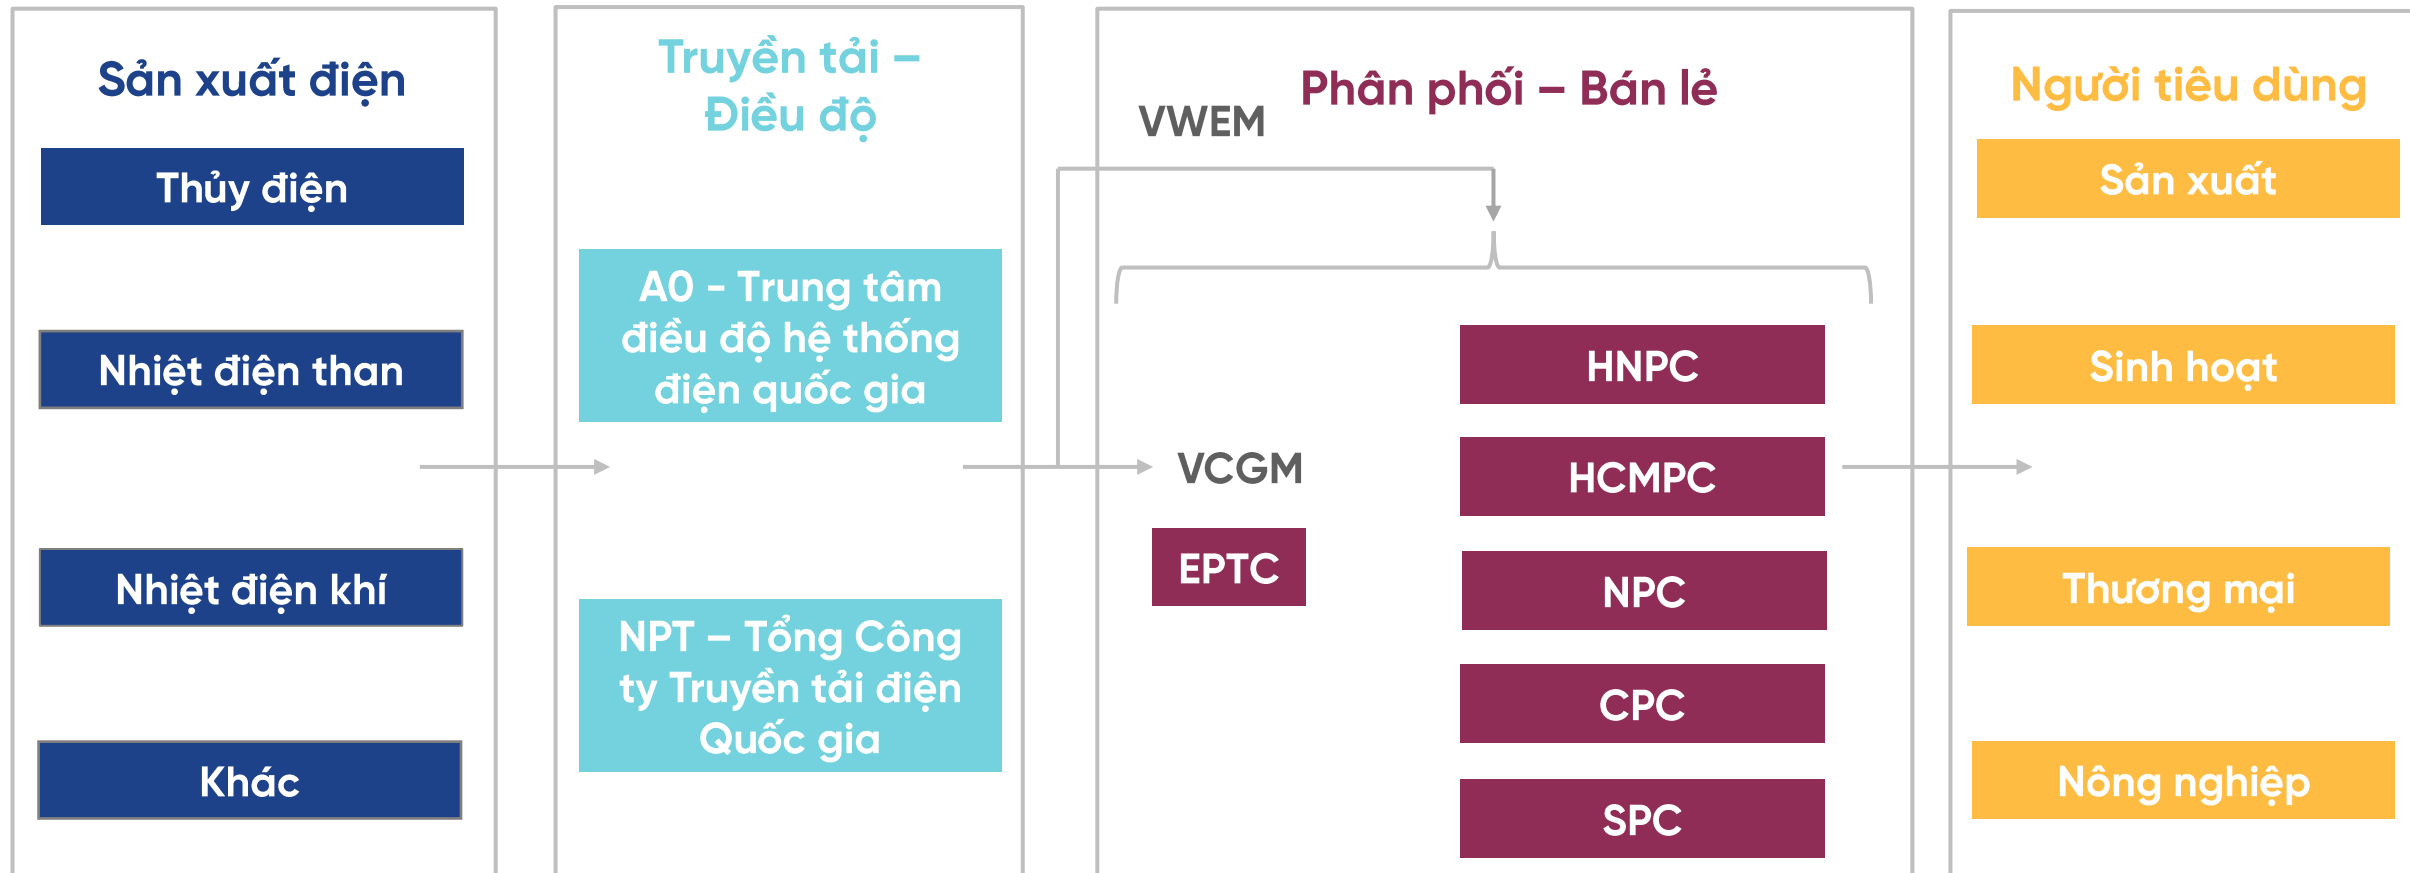 Sản xuất điện
Thủy điện
Nhiệt điện than
Nhiệt điện khí
Khác
Truyền tải –
Điều độ
A0 - Trung tâm
điều độ hệ thống
điện quốc gia
NPT – Tổng Công
ty Truyền tải điện
Quốc gia
Phân phối – Bán lẻ
VWEM
VCGM
EPTC
HNPC
HCMPC
NPC
CPC
SPC
Người tiêu dùng
Sản xuất
Sinh hoạt
Thương mại
Nông nghiệp